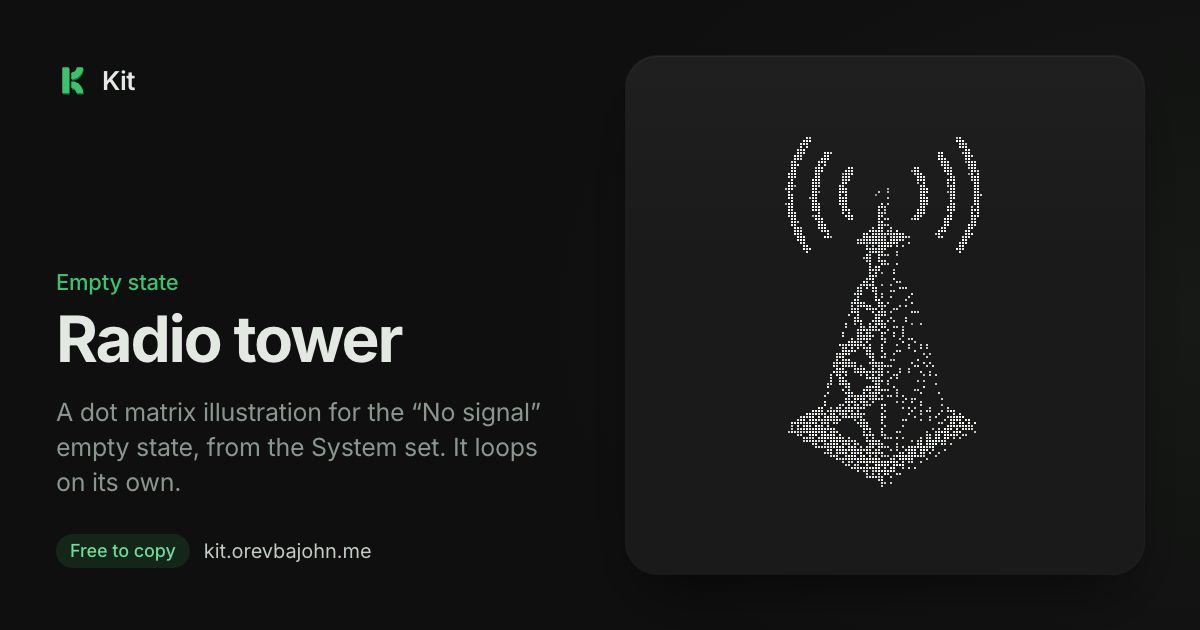 Kit
Empty state
Radio tower
A dot matrix illustration for the “No signal”
empty state, from the System set. It loops
on its own.
Free to copy
kit.orevbajohn.me